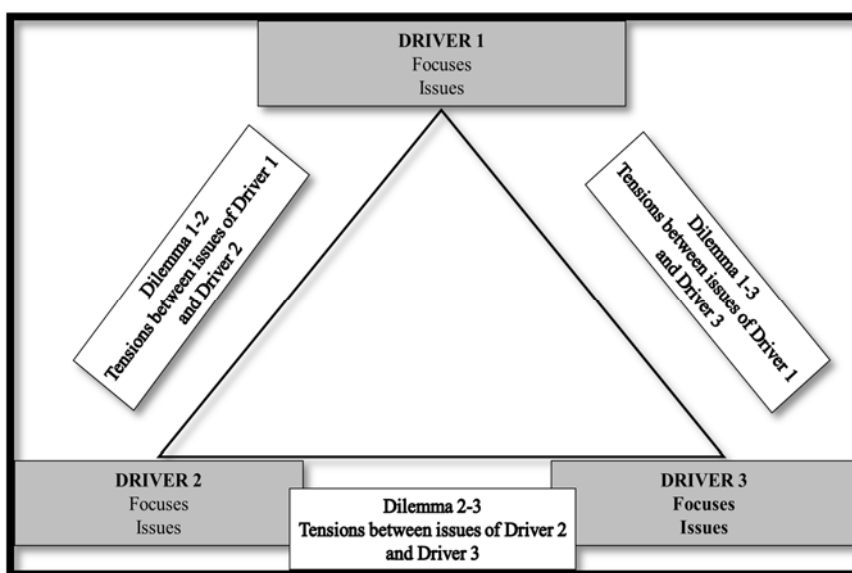 DRIVER 1
Focuses
Issues
Dilemma 1-2
Tensions between issues of Driver 1
and Driver 2
Dilemma 1-3
Tensions between issues of Driver 1
and Driver 3
DRIVER 2
Focuses
Issues
Dilemma 2-3
Tensions between issues of Driver 2
and Driver 3
DRIVER 3
Focuses
Issues